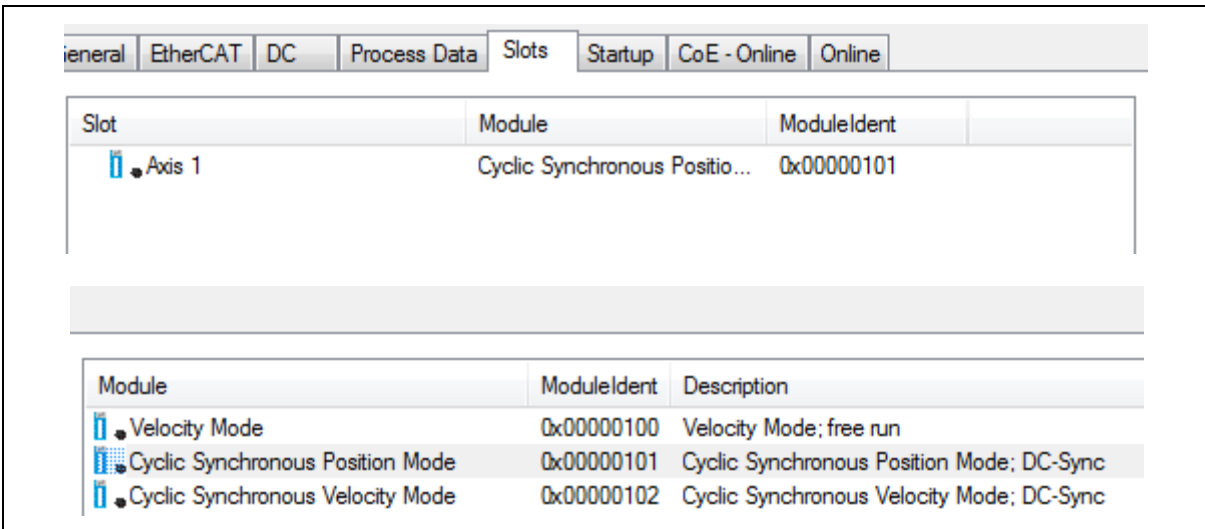 General EtherCAT DC Process Data Slots Startup CoE - Online Online
Slot Module ModuleIdent
Axis 1 Cyclic Synchronous Positio... 0x00000101
Module ModuleIdent Description
Velocity Mode 0x00000100 Velocity Mode; free run
Cyclic Synchronous Position Mode 0x00000101 Cyclic Synchronous Position Mode; DC-Sync
Cyclic Synchronous Velocity Mode 0x00000102 Cyclic Synchronous Velocity Mode; DC-Sync